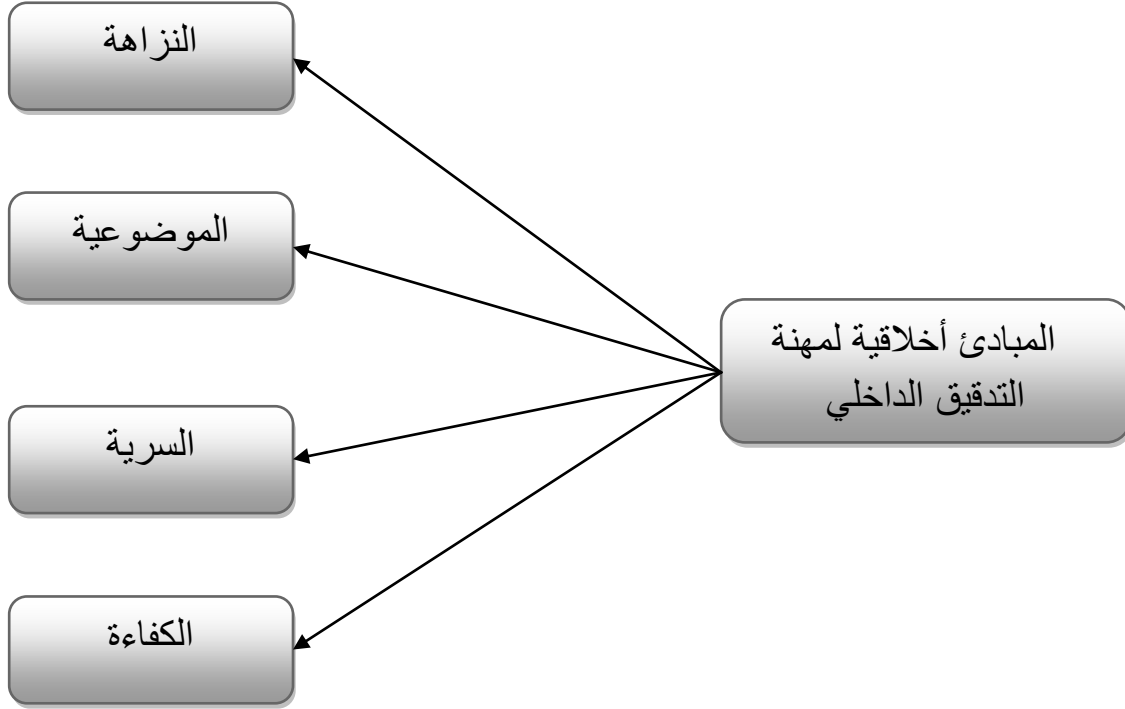 المبادئ أخلاقية لمهنة
التدقيق الداخلي
النزاهة
الموضوعية
السرية
الكفاءة